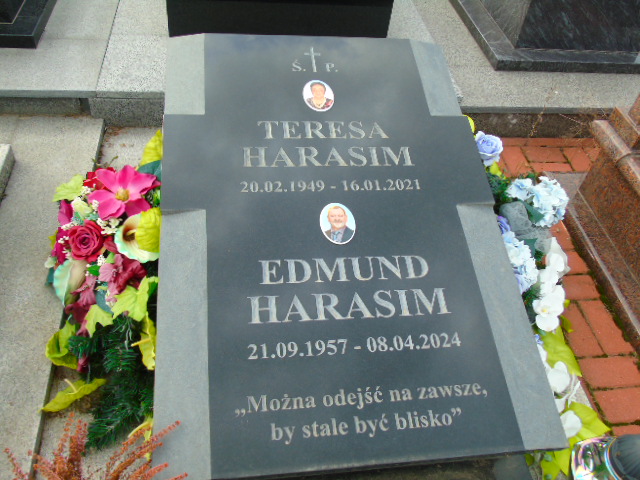 Ś. P.
TERESA
HARASIM
20.02.1949 - 16.01.2021
EDMUND
HARASIM
21.09.1957 - 08.04.2024
„Można odejść na zawsze,
by stale być blisko”